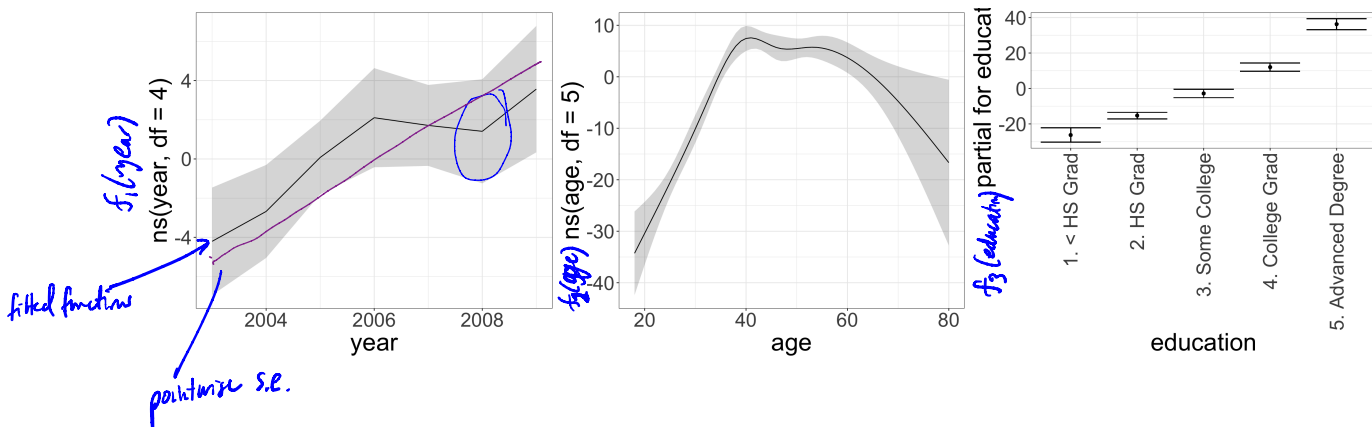 f₁(year)
ns(year, df = 4)
4
0
-4
2004
2006
2008
year
fitted functions
pointwise s.e.
f₂(age)
ns(age, df = 5)
10
0
-10
-20
-30
-40
20
40
60
80
age
f₃(education)
partial for educat
40
20
0
-20
1. < HS Grad
2. HS Grad
3. Some College
4. College Grad
5. Advanced Degree
education